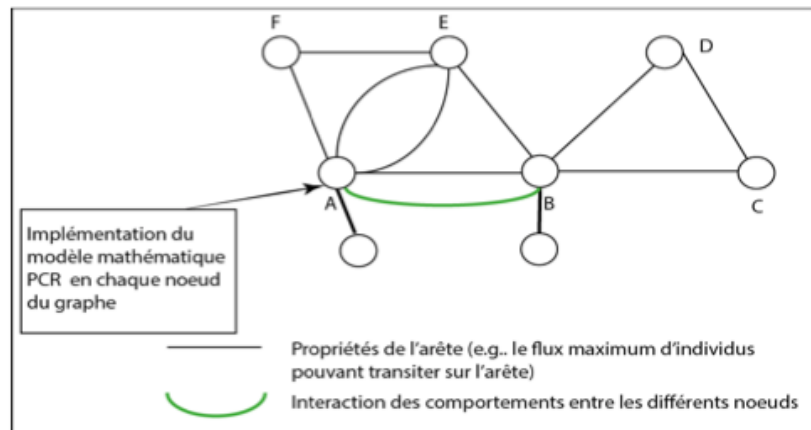 F
E
D
A
B
C
Implémentation du
modèle mathématique
PCR en chaque noeud
du graphe
Propriétés de l'arête (e.g.. le flux maximum d'individus
pouvant transiter sur l'arête)
Interaction des comportements entre les différents noeuds